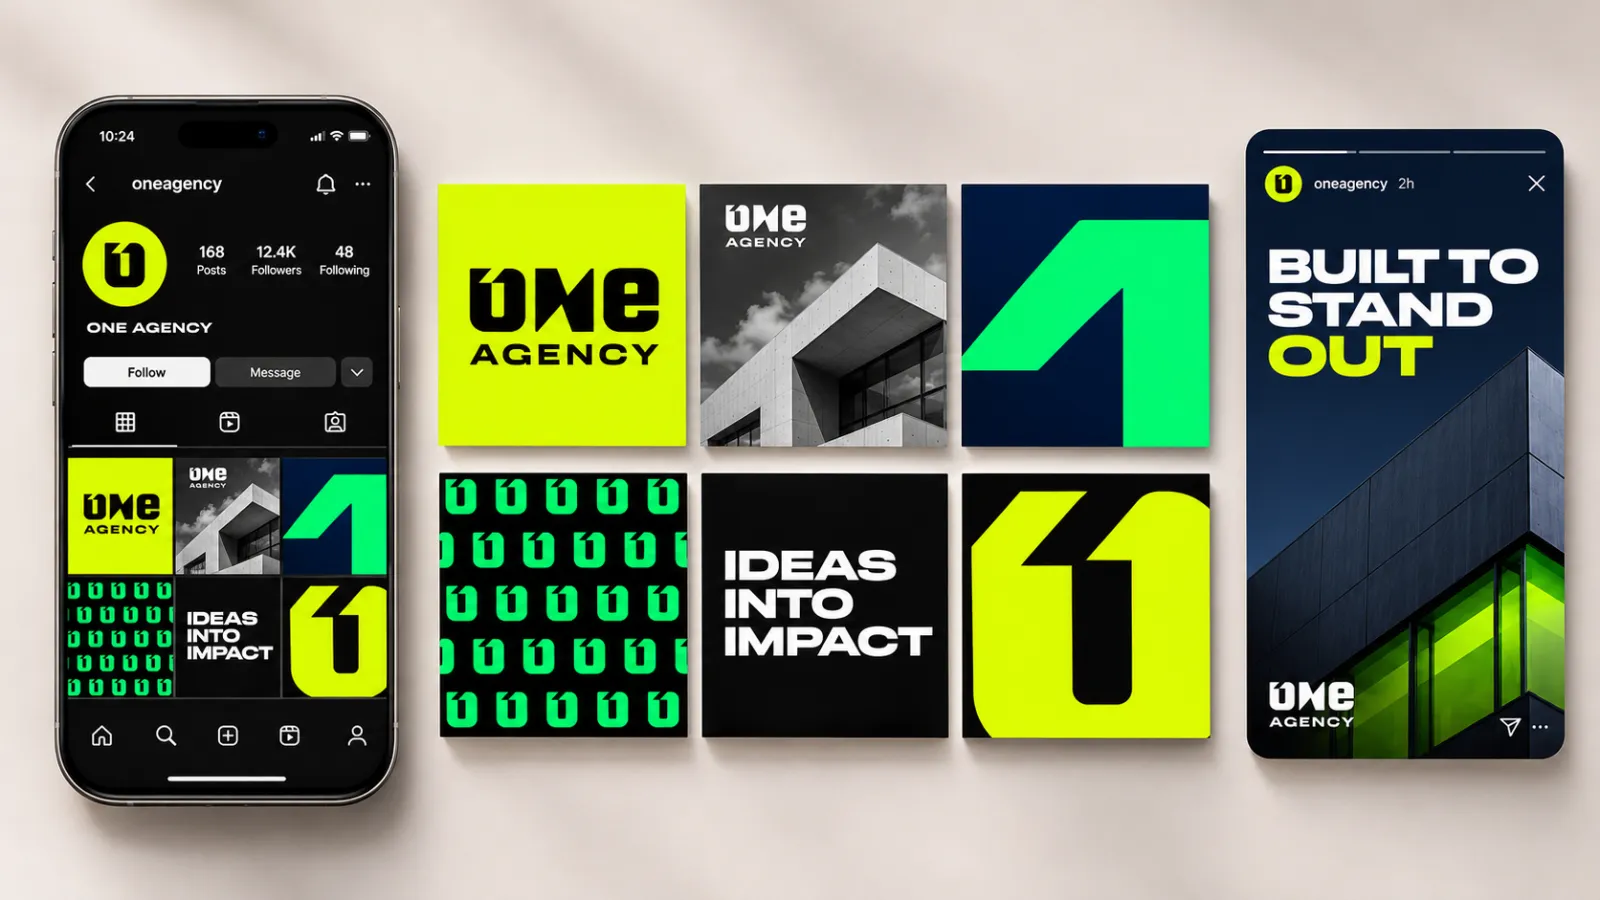 10:24
oneagency
168
Posts
12.4K
Followers
48
Following
ONE AGENCY
Follow
Message
ONE
AGENCY
ONE
AGENCY
IDEAS
INTO
IMPACT
ONE
AGENCY
ONE
AGENCY
IDEAS
INTO
IMPACT
oneagency 2h
BUILT TO
STAND
OUT
ONE
AGENCY